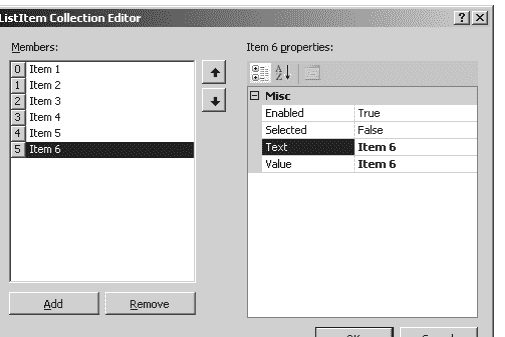 ListItem Collection Editor
Members:
Item 6 properties:
0 Item 1
1 Item 2
2 Item 3
3 Item 4
4 Item 5
5 Item 6
Misc
Enabled True
Selected False
Text Item 6
Value Item 6
Add Remove